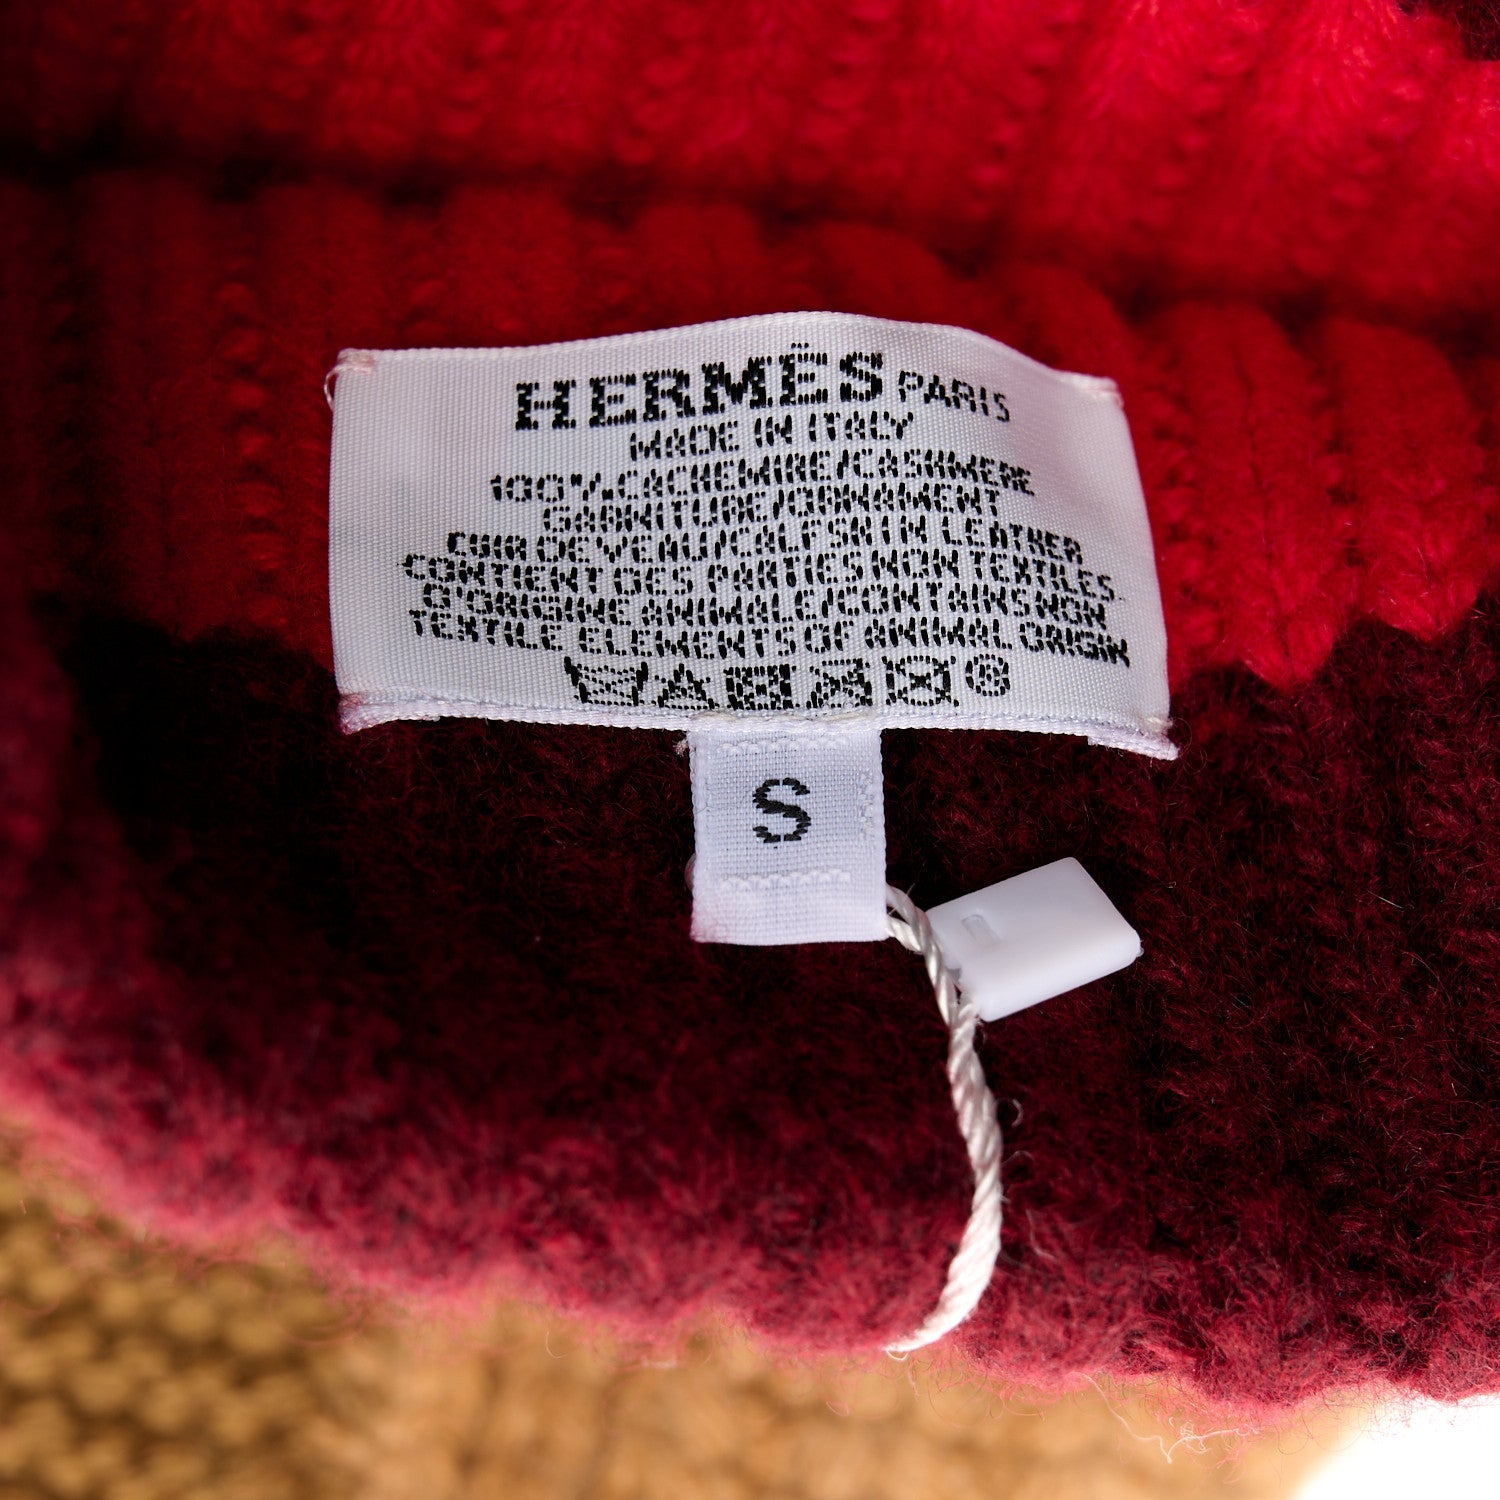 HERMÈS PARIS
MADE IN ITALY
100% CACHEMIRE/CASHMERE
GARNITURE/ORNAMENT
CUIR DE VEAU/CALFSKIN LEATHER
CONTIENT DES PARTIES NON TEXTILES
D'ORIGINE ANIMALE/CONTAINS NON
TEXTILE ELEMENTS OF ANIMAL ORIGIN
S